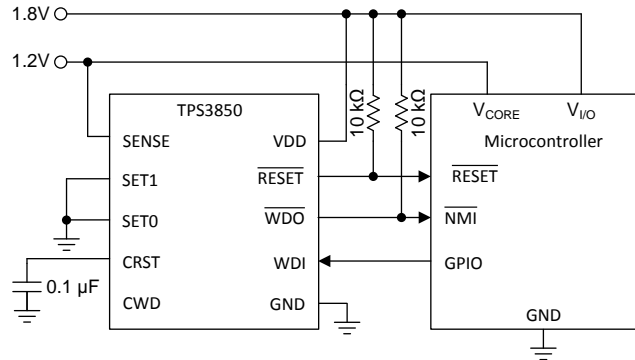 1.8V
1.2V
TPS3850
SENSE
VDD
SET1
RESET
SET0
WDO
CRST
WDI
CWD
GND
0.1 µF
10 kΩ
10 kΩ
VCORE
VI/O
Microcontroller
RESET
NMI
GPIO
GND